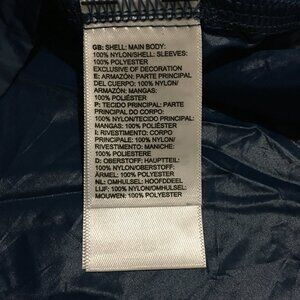 GB: SHELL: MAIN BODY:
100% NYLON/SHELL: SLEEVES:
100% POLYESTER
EXCLUSIVE OF DECORATION
E: ARMAZÓN: PARTE PRINCIPAL
DEL CUERPO: 100% NYLON/
ARMAZÓN: MANGAS:
100% POLIÉSTER
P: TECIDO PRINCIPAL: PARTE
PRINCIPAL DO CORPO:
100% NYLON/TECIDO PRINCIPAL:
MANGAS: 100% POLIESTER
I: RIVESTIMENTO: CORPO
PRINCIPALE: 100% NYLON/
RIVESTIMENTO: MANICHE:
100% POLIESTERE
D: OBERSTOFF: HAUPTTEIL:
100% NYLON/OBERSTOFF:
ÄRMEL: 100% POLYESTER
NL: OMHULSEL: HOOFDDEEL
LIJF: 100% NYLON/OMHULSEL:
MOUWEN: 100% POLYESTER